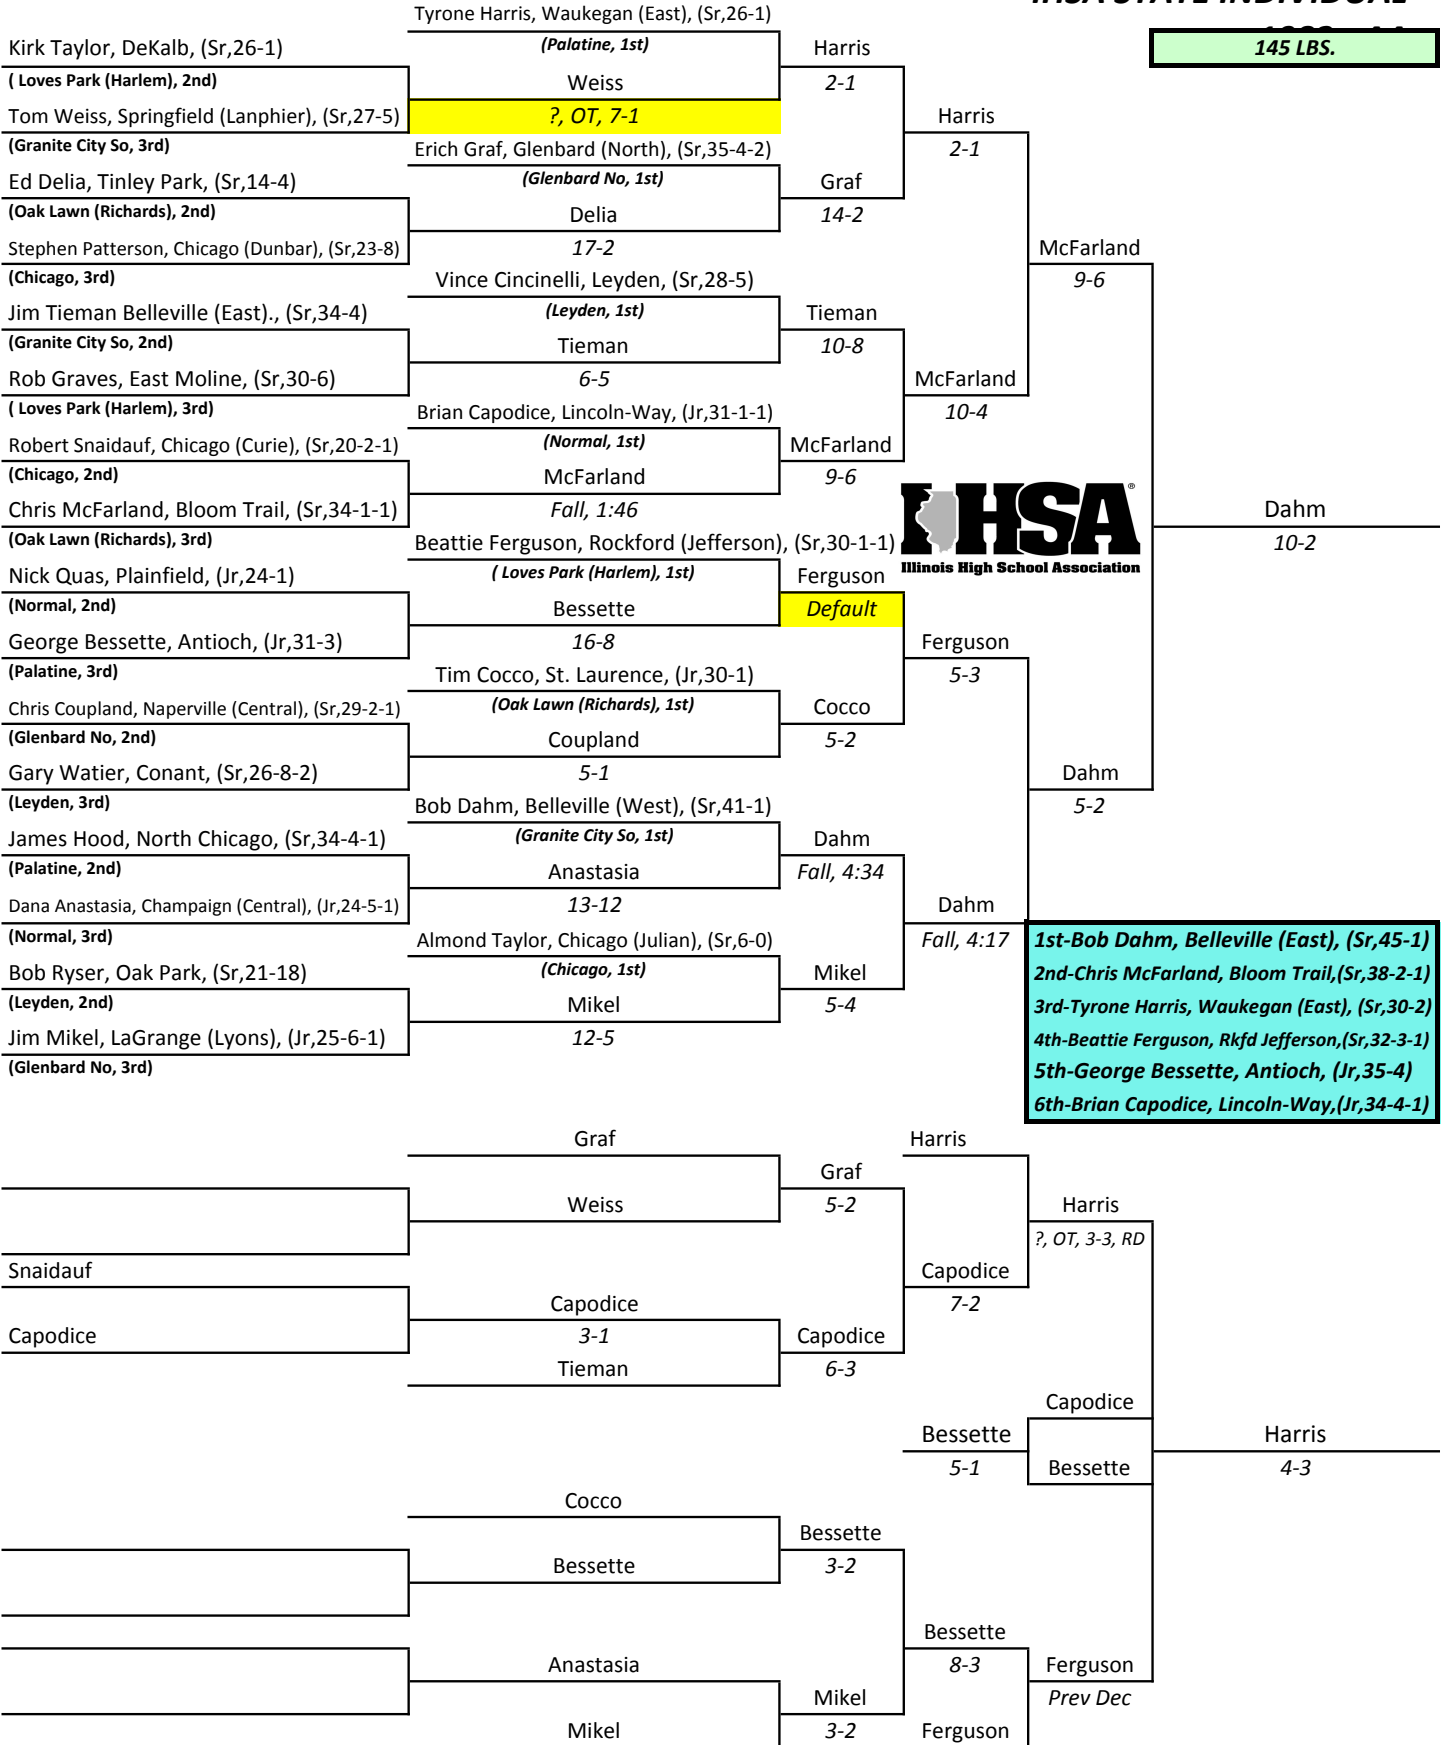 IHSA STATE INDIVIDUAL
145 LBS.
Tyrone Harris, Waukegan (East), (Sr,26-1)
Kirk Taylor, DeKalb, (Sr,26-1)
(Palatine, 1st)
Harris
( Loves Park (Harlem), 2nd)
Weiss
2-1
Tom Weiss, Springfield (Lanphier), (Sr,27-5)
?, OT, 7-1
Harris
(Granite City So, 3rd)
Erich Graf, Glenbard (North), (Sr,35-4-2)
2-1
Ed Delia, Tinley Park, (Sr,14-4)
(Glenbard No, 1st)
Graf
(Oak Lawn (Richards), 2nd)
Delia
14-2
Stephen Patterson, Chicago (Dunbar), (Sr,23-8)
17-2
McFarland
(Chicago, 3rd)
Vince Cincinelli, Leyden, (Sr,28-5)
9-6
Jim Tieman Belleville (East)., (Sr,34-4)
(Leyden, 1st)
Tieman
(Granite City So, 2nd)
Tieman
10-8
Rob Graves, East Moline, (Sr,30-6)
6-5
McFarland
( Loves Park (Harlem), 3rd)
Brian Capodice, Lincoln-Way, (Jr,31-1-1)
10-4
Robert Snaidauf, Chicago (Curie), (Sr,20-2-1)
(Normal, 1st)
McFarland
(Chicago, 2nd)
McFarland
9-6
IHSA®
Chris McFarland, Bloom Trail, (Sr,34-1-1)
Fall, 1:46
Dahm
(Oak Lawn (Richards), 3rd)
Beattie Ferguson, Rockford (Jefferson), (Sr,30-1-1)
10-2
Illinois High School Association
Nick Quas, Plainfield, (Jr,24-1)
( Loves Park (Harlem), 1st)
Ferguson
(Normal, 2nd)
Bessette
Default
George Bessette, Antioch, (Jr,31-3)
16-8
Ferguson
(Palatine, 3rd)
Tim Cocco, St. Laurence, (Jr,30-1)
5-3
Chris Coupland, Naperville (Central), (Sr,29-2-1)
(Oak Lawn (Richards), 1st)
Cocco
(Glenbard No, 2nd)
Coupland
5-2
Gary Watier, Conant, (Sr,26-8-2)
5-1
Dahm
(Leyden, 3rd)
Bob Dahm, Belleville (West), (Sr,41-1)
5-2
James Hood, North Chicago, (Sr,34-4-1)
(Granite City So, 1st)
Dahm
(Palatine, 2nd)
Anastasia
Fall, 4:34
Dana Anastasia, Champaign (Central), (Jr,24-5-1)
13-12
Dahm
(Normal, 3rd)
Almond Taylor, Chicago (Julian), (Sr,6-0)
Fall, 4:17
1st-Bob Dahm, Belleville (East), (Sr,45-1)
Bob Ryser, Oak Park, (Sr,21-18)
(Chicago, 1st)
Mikel
2nd-Chris McFarland, Bloom Trail,(Sr,38-2-1)
(Leyden, 2nd)
Mikel
5-4
3rd-Tyrone Harris, Waukegan (East), (Sr,30-2)
Jim Mikel, LaGrange (Lyons), (Jr,25-6-1)
12-5
4th-Beattie Ferguson, Rkfd Jefferson,(Sr,32-3-1)
(Glenbard No, 3rd)
5th-George Bessette, Antioch, (Jr,35-4)
6th-Brian Capodice, Lincoln-Way,(Jr,34-4-1)
Graf
Harris
Graf
Weiss
5-2
Harris
?, OT, 3-3, RD
Snaidauf
Capodice
Capodice
7-2
Capodice
3-1
Capodice
Tieman
6-3
Capodice
Bessette
Harris
5-1
Bessette
4-3
Cocco
Bessette
Bessette
3-2
Bessette
Anastasia
8-3
Ferguson
Mikel
Prev Dec
Mikel
3-2
Ferguson